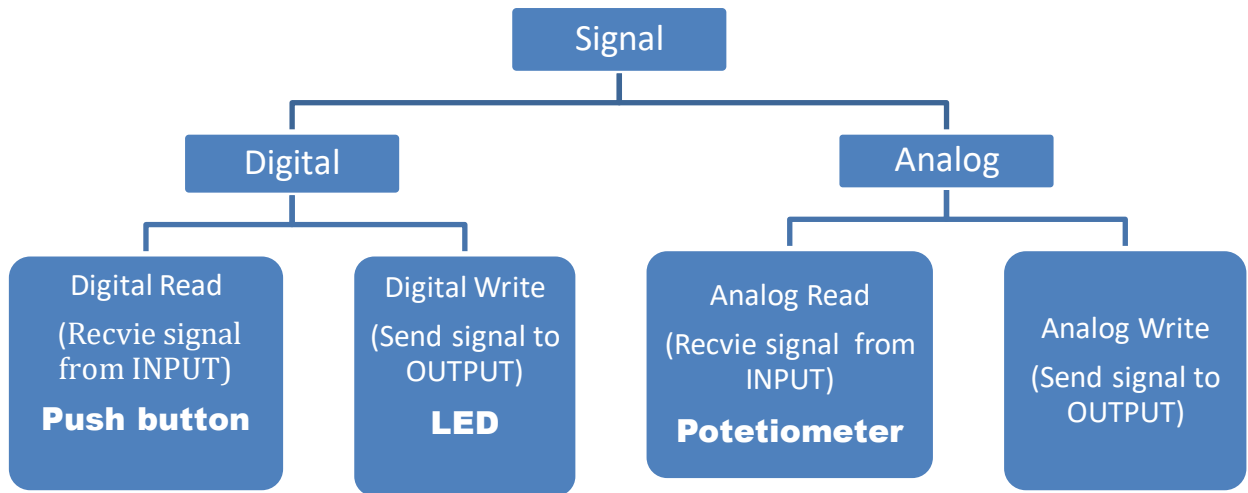 Signal
Digital
Analog
Digital Read
(Recvie signal
from INPUT)
Push button
Digital Write
(Send signal to
OUTPUT)
LED
Analog Read
(Recvie signal from
INPUT)
Potetiometer
Analog Write
(Send signal to
OUTPUT)